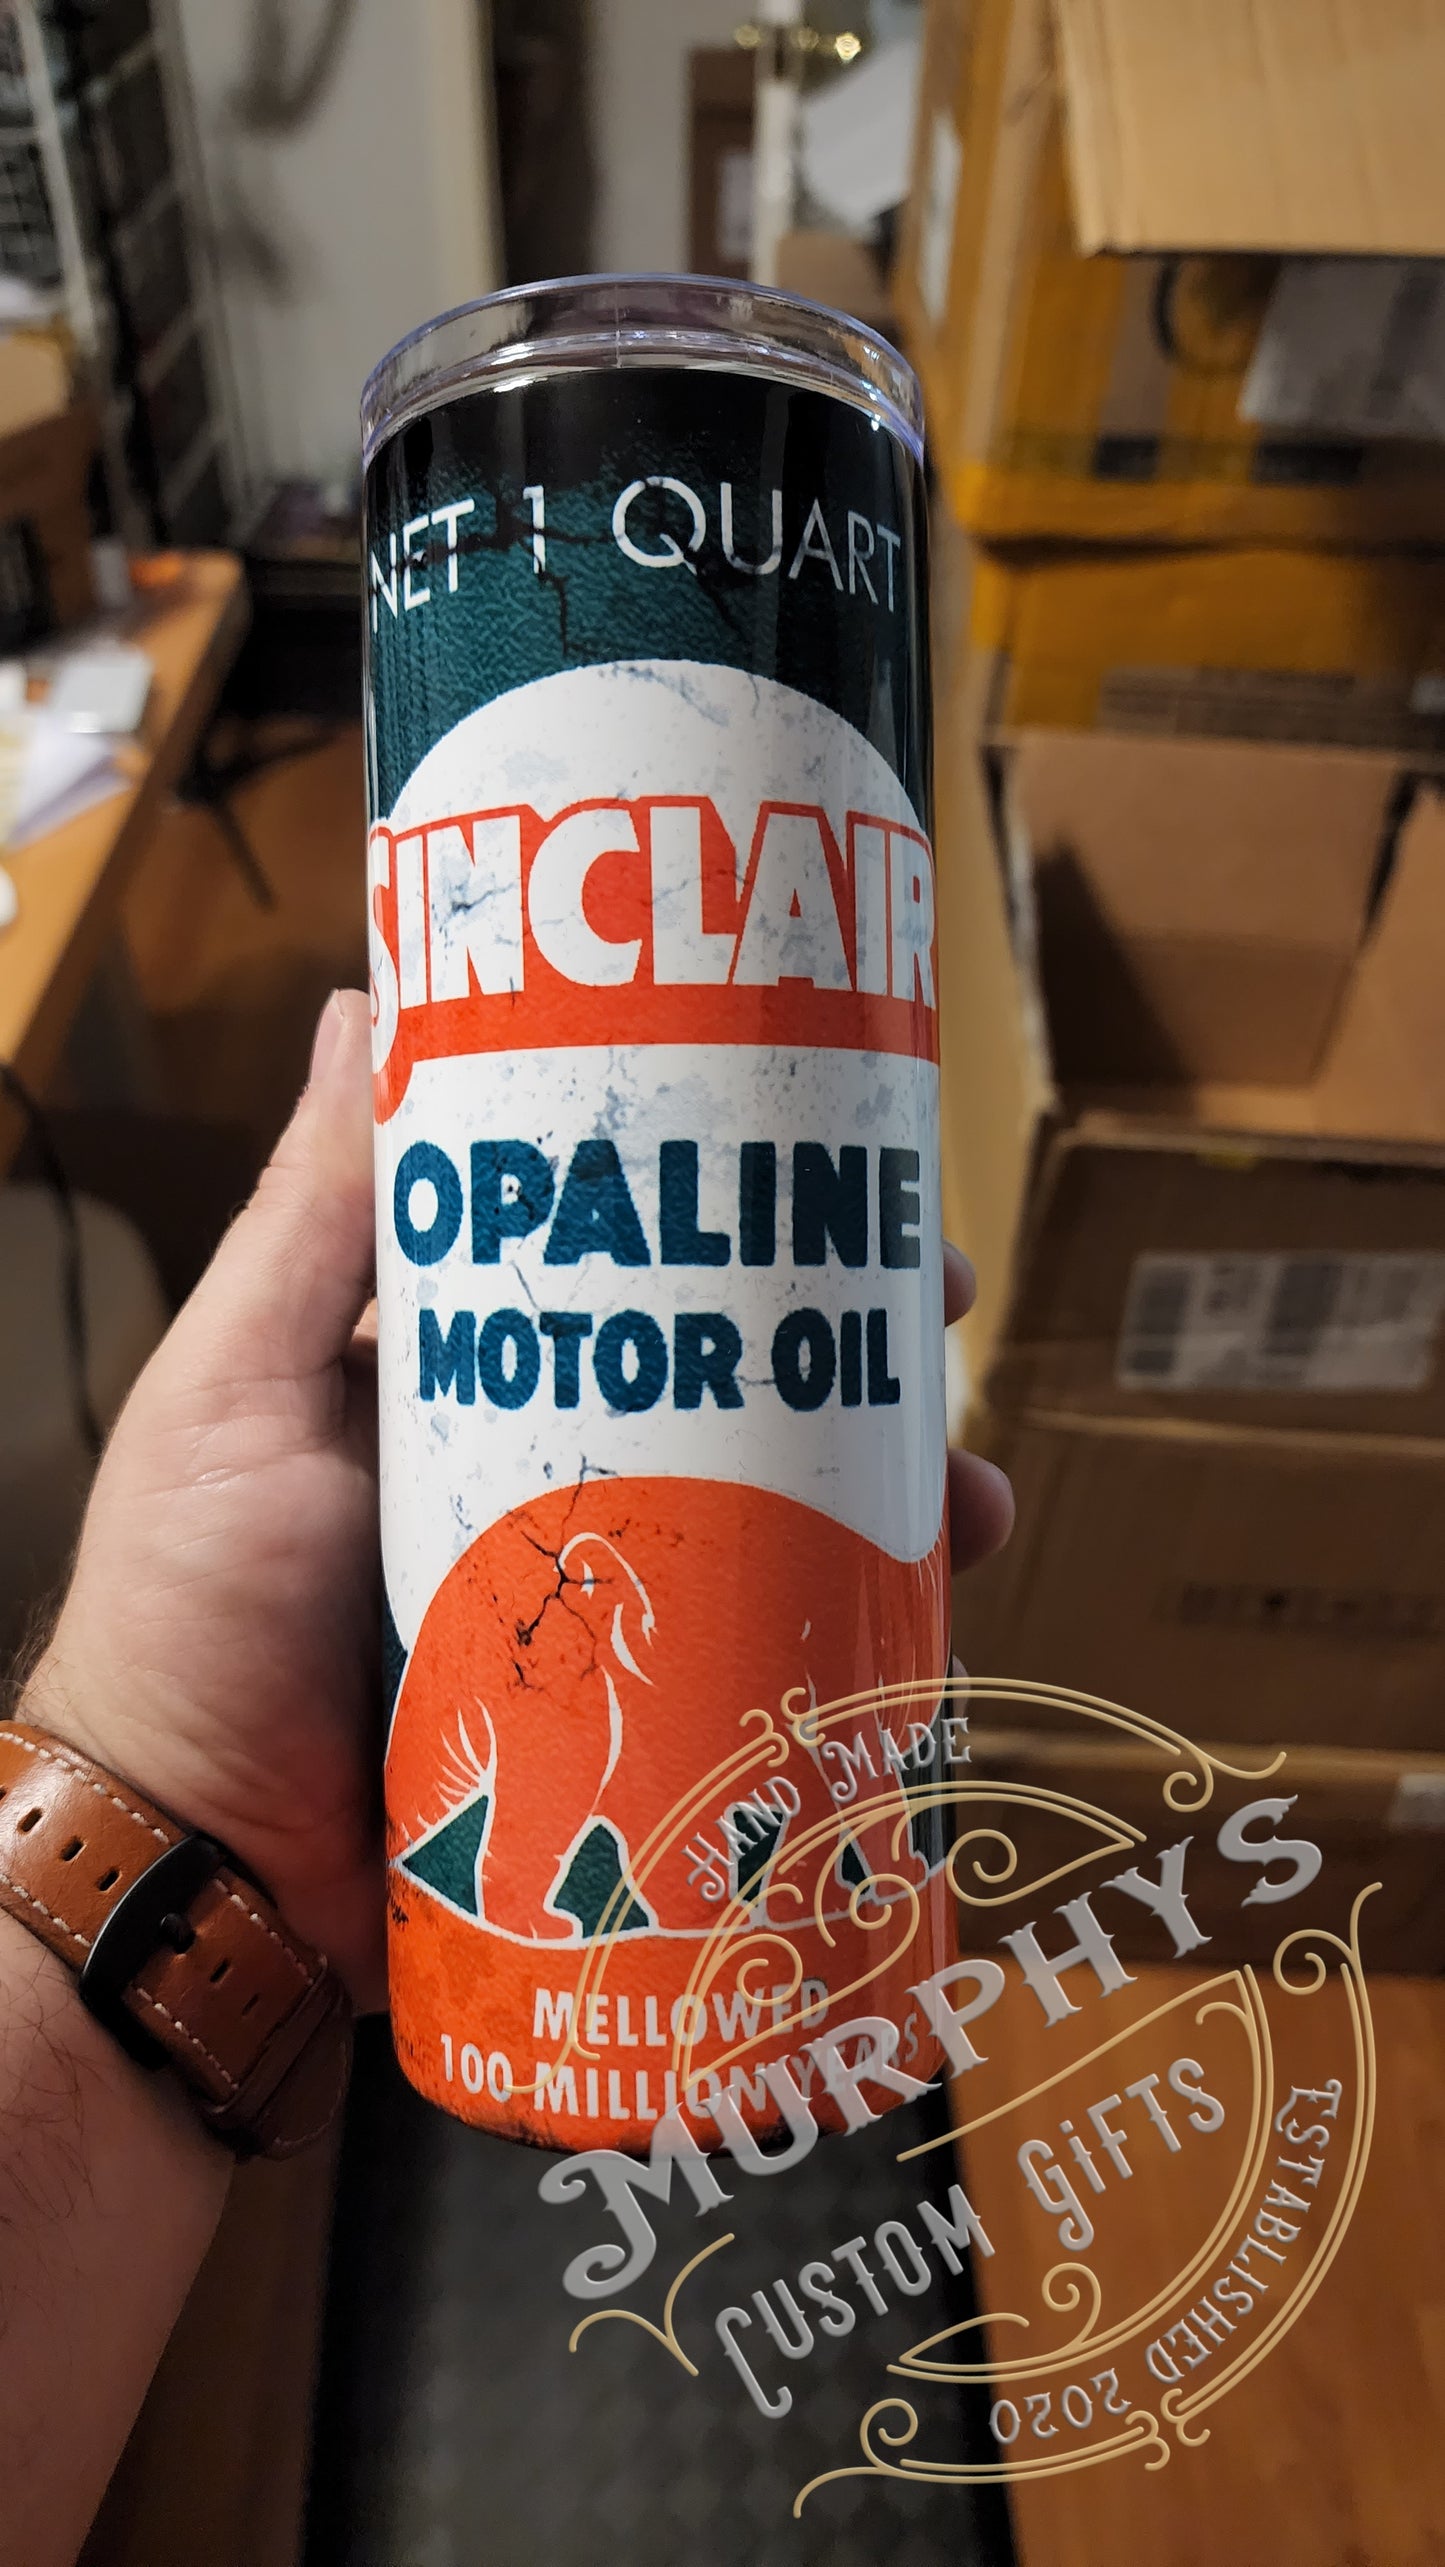 NET 1 QUART
SINCLAIR
OPALINE
MOTOR OIL
MELLOWED
100 MILLION YEARS
HAND MADE
MURPHYS
CUSTOM GIFTS
ESTABLISHED 2020